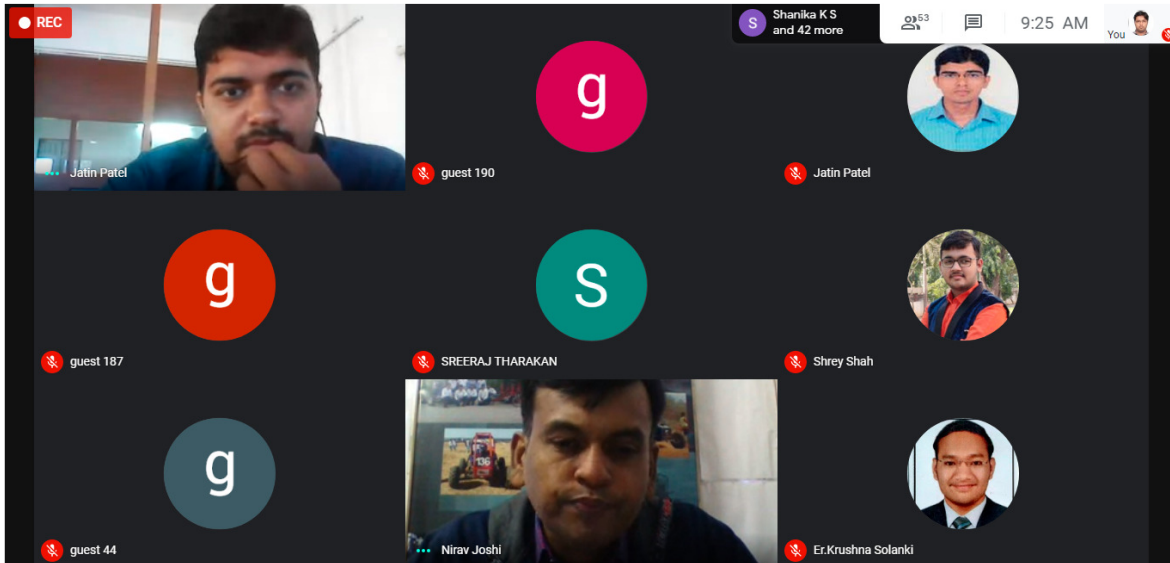 REC
S
Shanika K S
and 42 more
53
9:25 AM
You
g
Jatin Patel
guest 190
Jatin Patel
g
S
guest 187
SREERAJ THARAKAN
Shrey Shah
136
g
guest 44
Nirav Joshi
Er.Krushna Solanki